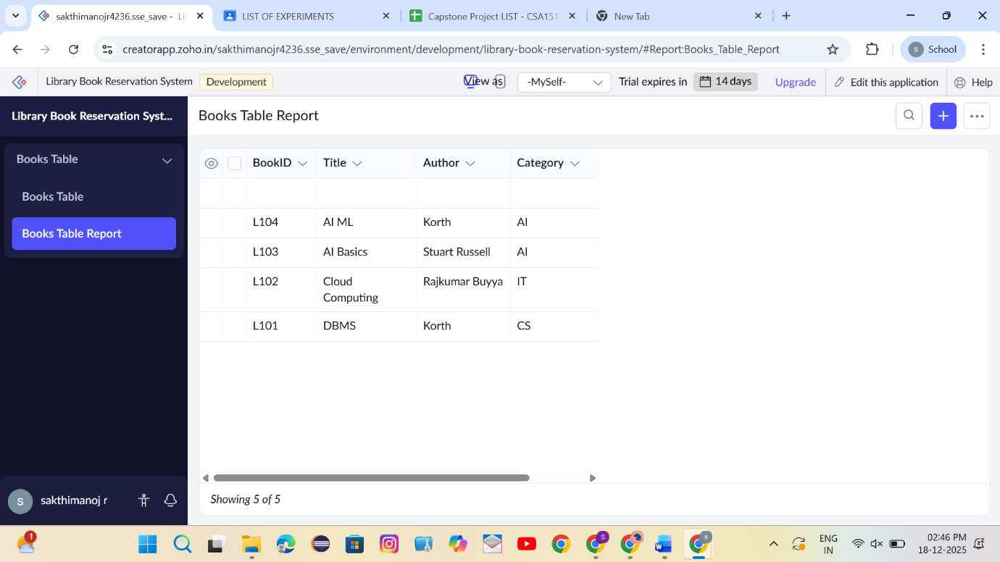 sakthimanojr4236.sse_save - Li
LIST OF EXPERIMENTS
Capstone Project LIST - CSA151
New Tab
creatorapp.zoho.in/sakthimanojr4236.sse_save/environment/development/library-book-reservation-system/#Report:Books_Table_Report
S School
Library Book Reservation System
Development
View as
-MySelf-
Trial expires in
14 days
Upgrade
Edit this application
Help
Library Book Reservation Syst...
Books Table Report
Books Table
Books Table
Books Table Report
BookID Title Author Category
L104 AI ML Korth AI
L103 AI Basics Stuart Russell AI
L102 Cloud Rajkumar Buyya IT
Computing
L101 DBMS Korth CS
Showing 5 of 5
S sakthimanoj r
1
S
W
S
ENG
IN
02:46 PM
18-12-2025